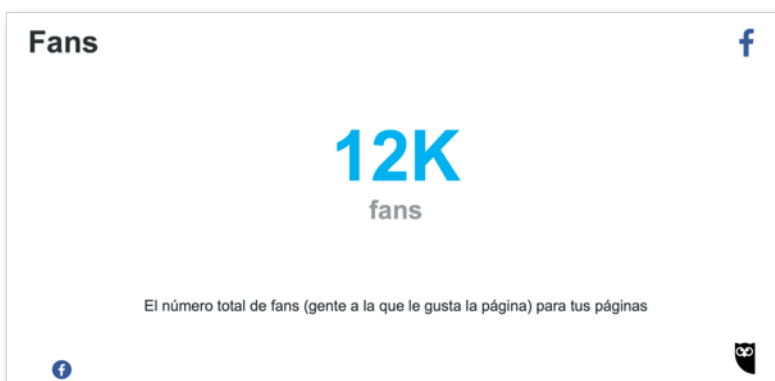 Fans
12K
fans
El número total de fans (gente a la que le gusta la página) para tus páginas